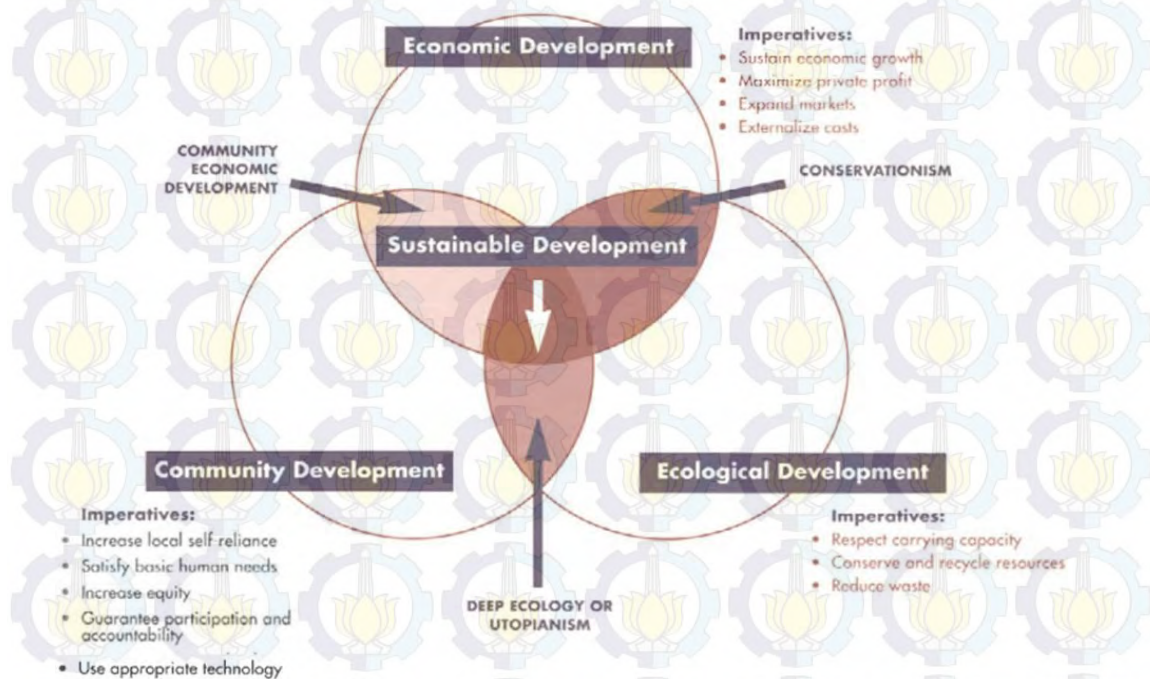 Economic Development
Imperatives:
• Sustain economic growth
• Maximize private profit
• Expand markets
• Externalize costs
COMMUNITY
ECONOMIC
DEVELOPMENT
CONSERVATIONISM
Sustainable Development
Community Development
Ecological Development
Imperatives:
• Increase local self reliance
• Satisfy basic human needs
• Increase equity
• Guarantee participation and
accountability
• Use appropriate technology
Imperatives:
• Respect carrying capacity
• Conserve and recycle resources
• Reduce waste
DEEP ECOLOGY OR
UTOPIANISM